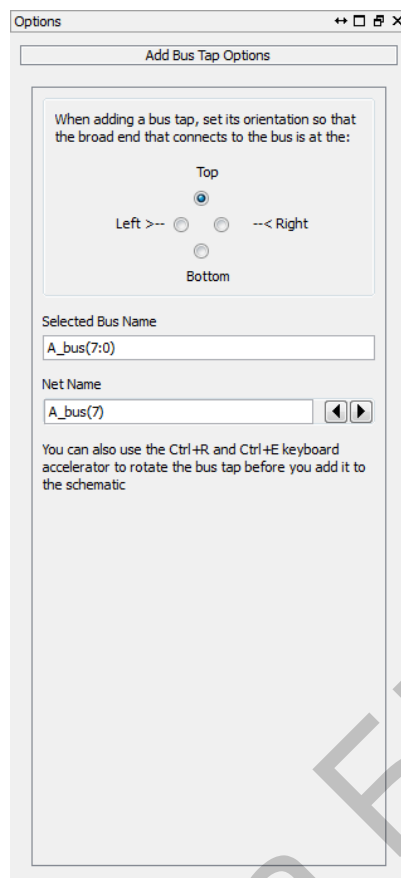 Options
Add Bus Tap Options
When adding a bus tap, set its orientation so that
the broad end that connects to the bus is at the:
Top
Left >-- --< Right
Bottom
Selected Bus Name
A_bus(7:0)
Net Name
A_bus(7)
You can also use the Ctrl+R and Ctrl+E keyboard
accelerator to rotate the bus tap before you add it to
the schematic